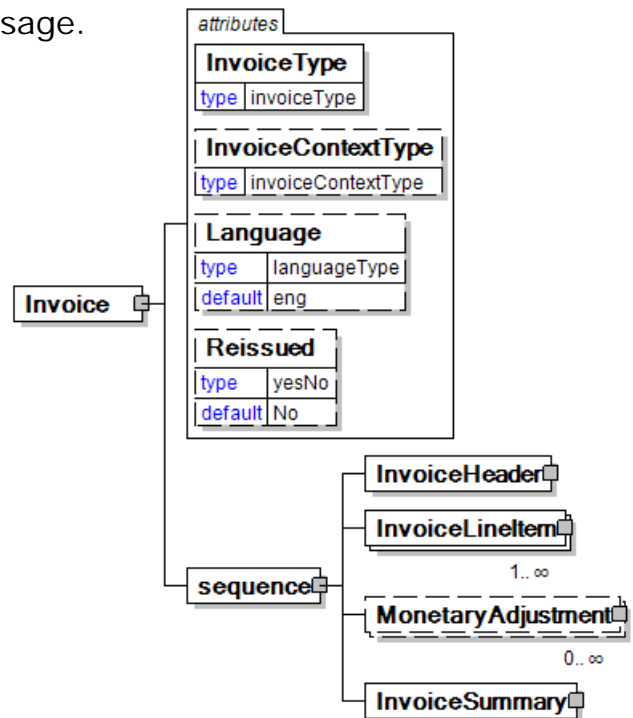 sage.
attributes
InvoiceType
type invoiceType
InvoiceContextType
type invoiceContextType
Language
type languageType
default eng
Reissued
type yesNo
default No
Invoice
InvoiceHeader
InvoiceLineItem
1.. ∞
sequence
MonetaryAdjustment
0.. ∞
InvoiceSummary